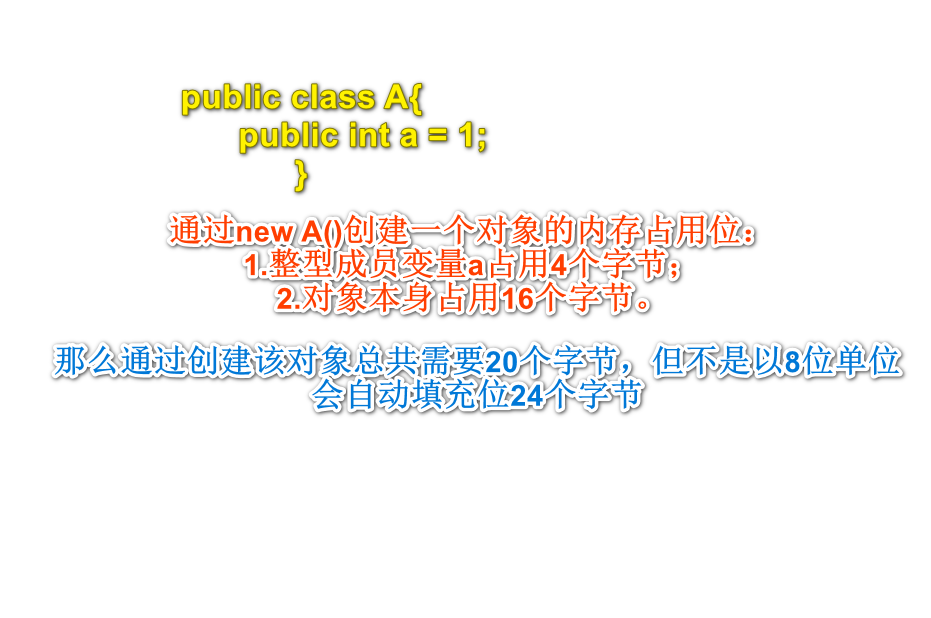 public class A{
public int a = 1;
}
通过new A()创建一个对象的内存占用位：
1.整型成员变量a占用4个字节；
2.对象本身占用16个字节。
那么通过创建该对象总共需要20个字节，但不是以8位单位
会自动填充位24个字节